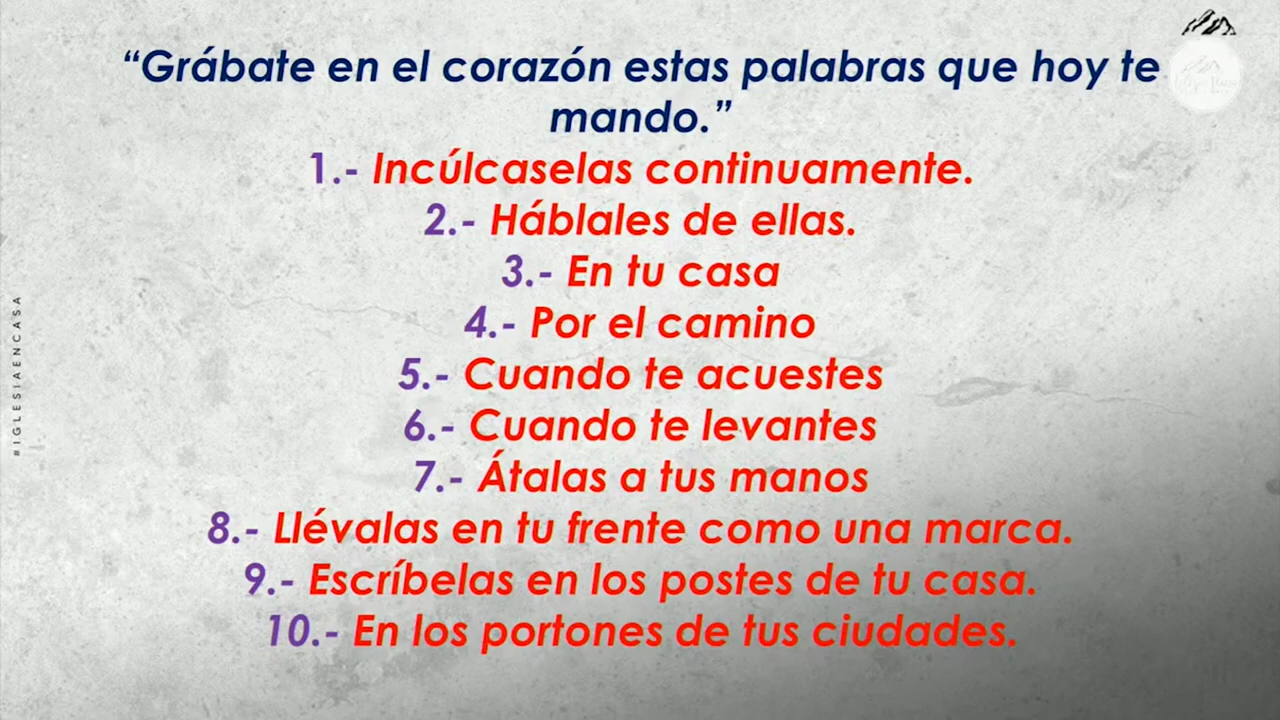 “Grábate en el corazón estas palabras que hoy te
mando.”
1.- Incúlcaselas continuamente.
2.- Háblales de ellas.
3.- En tu casa
4.- Por el camino
5.- Cuando te acuestes
6.- Cuando te levantes
7.- Átalas a tus manos
8.- Llévalas en tu frente como una marca.
9.- Escríbelas en los postes de tu casa.
10.- En los portones de tus ciudades.
#IGLESIAENCASA